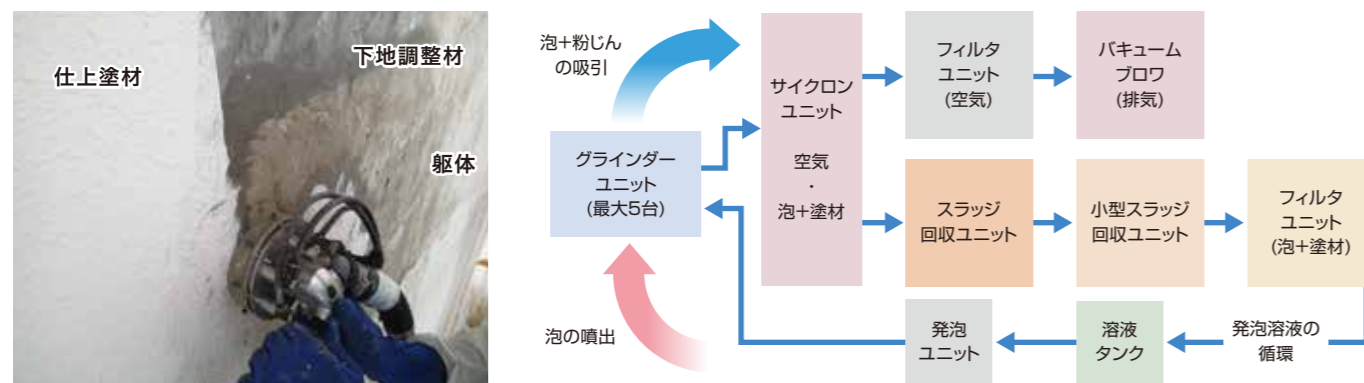 仕上塗材
下地調整材
躯体
泡+粉じん
の吸引
グラインダー
ユニット
(最大5台)
泡の噴出
サイクロン
ユニット
空気
・
泡+塗材
フィルタ
ユニット
(空気)
バキューム
ブロワ
(排気)
スラッジ
回収ユニット
小型スラッジ
回収ユニット
フィルタ
ユニット
(泡+塗材)
発泡
ユニット
溶液
タンク
発泡溶液の
循環